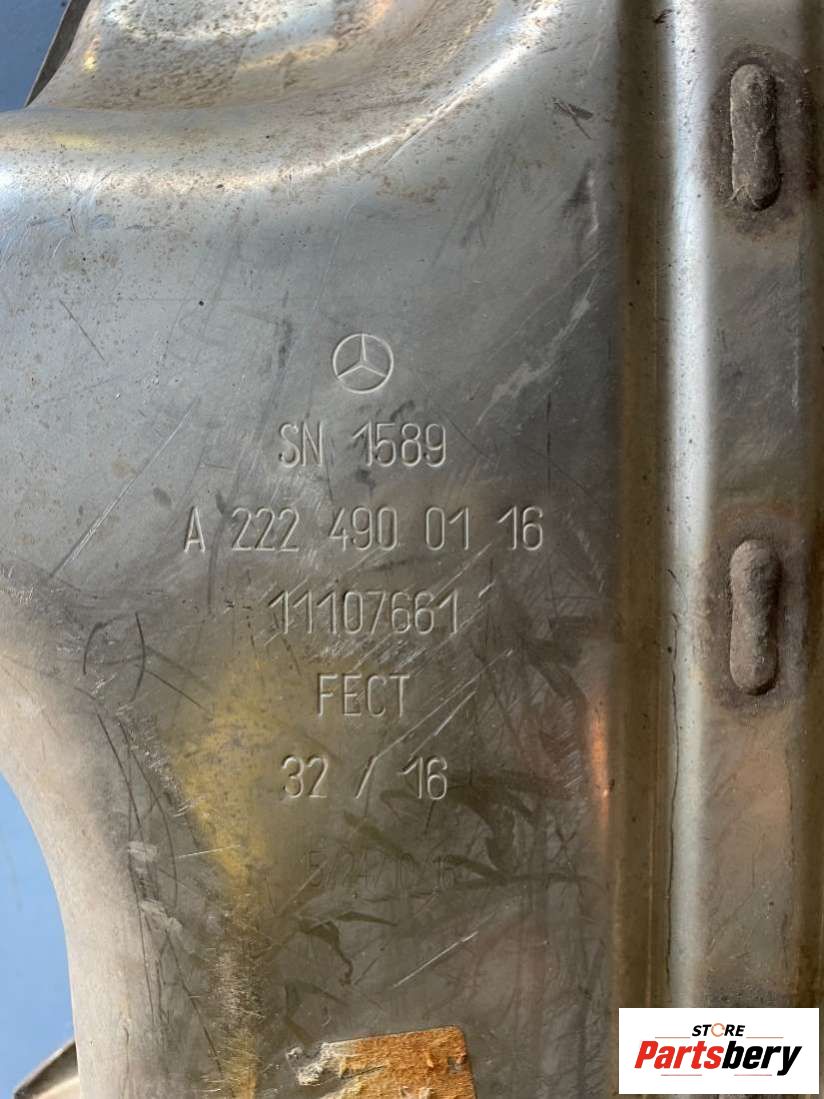 SN 1589
A 222 490 01 16
11107661
FECT
32 / 16
STORE
Partsbery